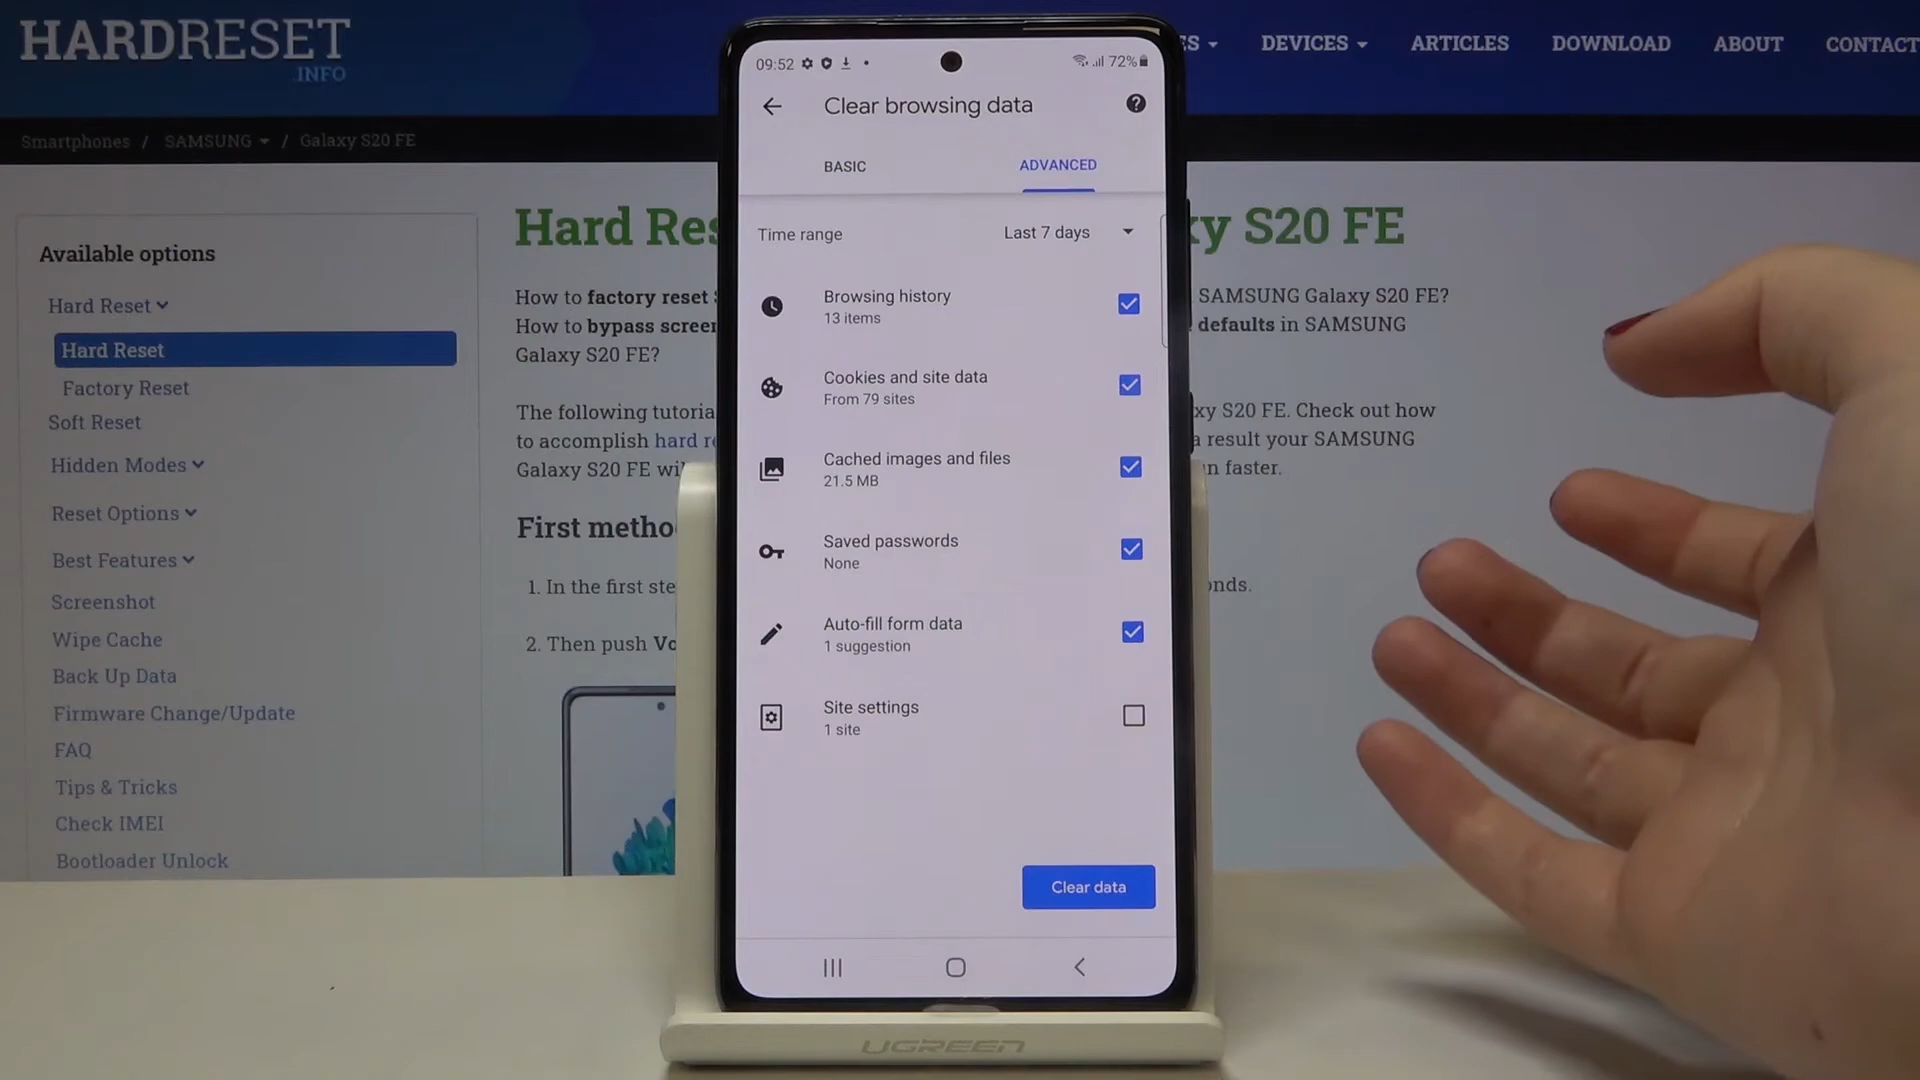 HARDRESET
.INFO
DEVICES
ARTICLES
DOWNLOAD
ABOUT
CONTACT
Smartphones / SAMSUNG / Galaxy S20 FE
Available options
Hard Reset
Hard Reset
Factory Reset
Soft Reset
Hidden Modes
Reset Options
Best Features
Screenshot
Wipe Cache
Back Up Data
Firmware Change/Update
FAQ
Tips & Tricks
Check IMEI
Bootloader Unlock
Hard Res
xy S20 FE
How to factory reset
SAMSUNG Galaxy S20 FE?
How to bypass screen
defaults in SAMSUNG
Galaxy S20 FE?
The following tutoria
xy S20 FE. Check out how
to accomplish hard re
a result your SAMSUNG
Galaxy S20 FE wil
n faster.
First metho
1. In the first ste
onds.
2. Then push Vo
09:52
72%
Clear browsing data
BASIC
ADVANCED
Time range
Last 7 days
Browsing history
13 items
Cookies and site data
From 79 sites
Cached images and files
21.5 MB
Saved passwords
None
Auto-fill form data
1 suggestion
Site settings
1 site
Clear data
UGREEN